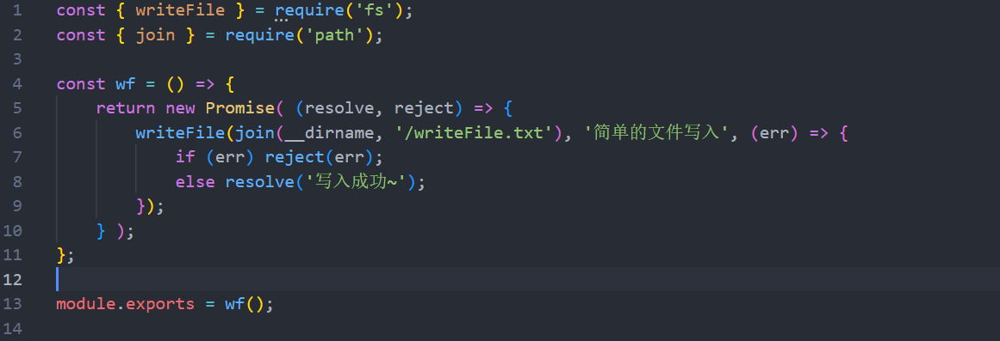 1 const { writeFile } = require('fs');
2 const { join } = require('path');
3
4 const wf = () => {
5     return new Promise( (resolve, reject) => {
6         writeFile(join(__dirname, '/writeFile.txt'), '简单的文件写入', (err) => {
7             if (err) reject(err);
8             else resolve('写入成功~');
9         });
10     } );
11 };
12
13 module.exports = wf();
14